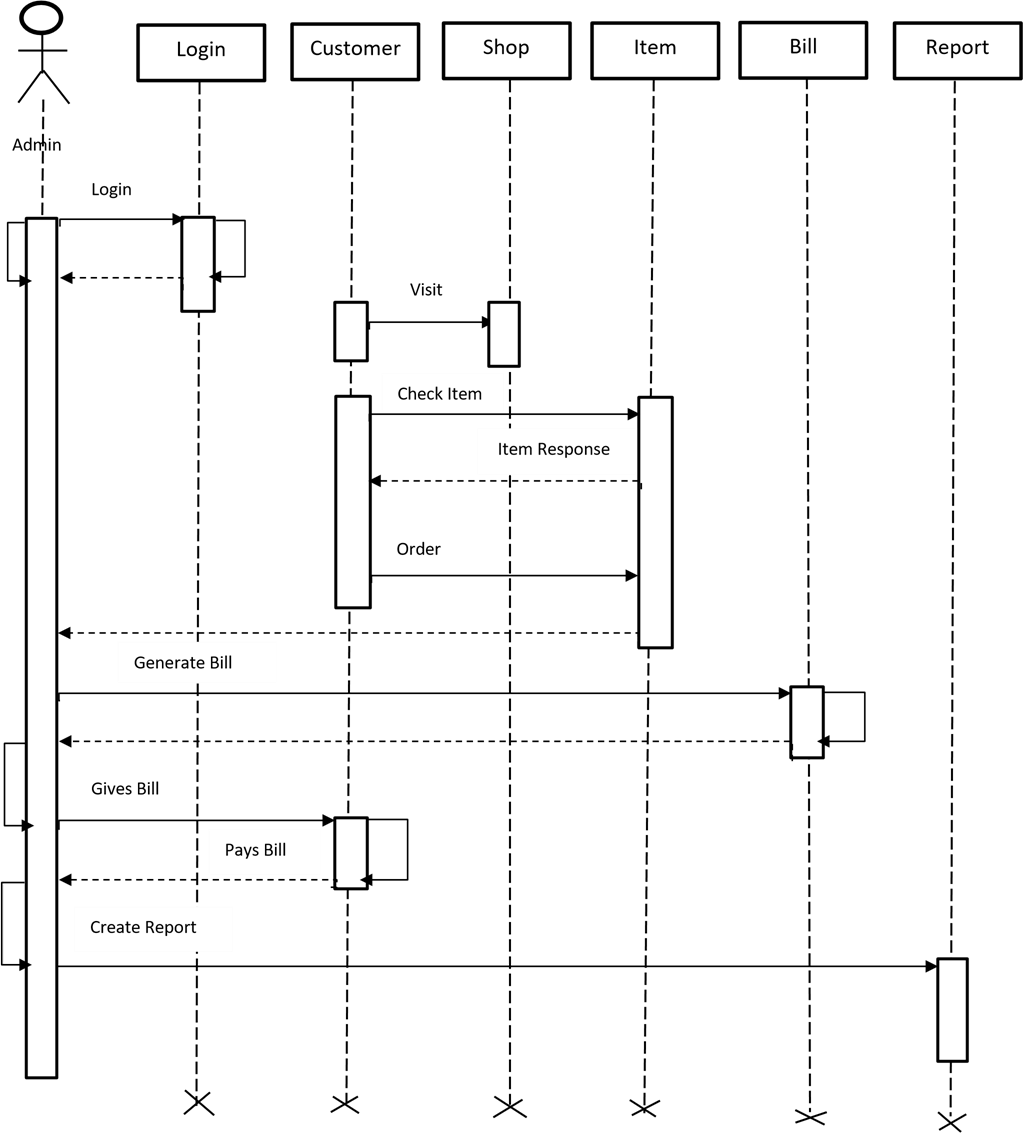 Login
Customer
Shop
Item
Bill
Report
Admin
Login
Visit
Check Item
Item Response
Order
Generate Bill
Gives Bill
Pays Bill
Create Report